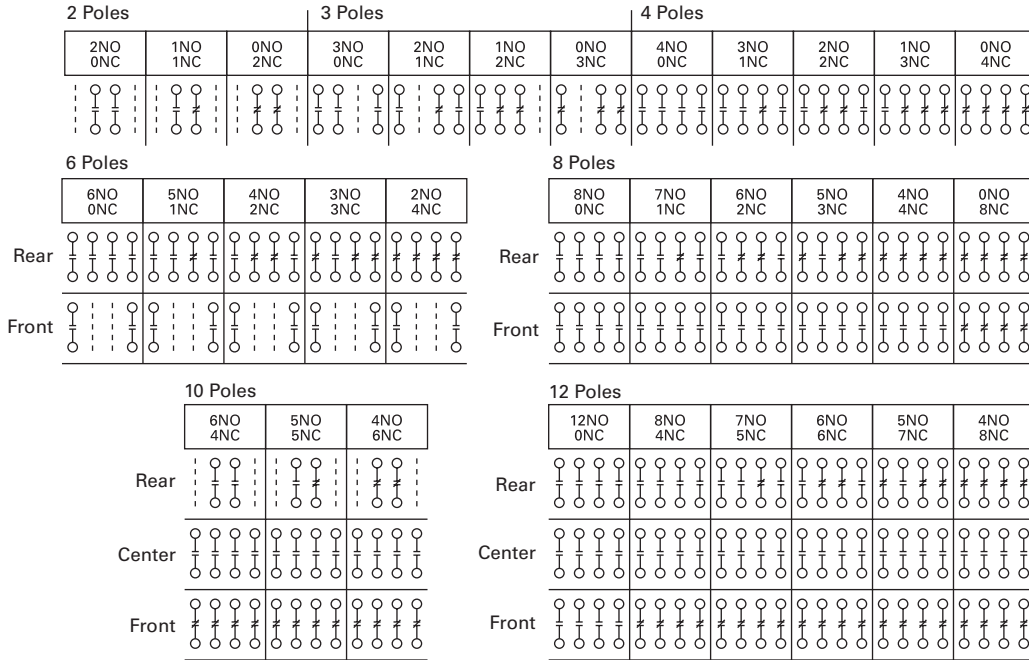 2 Poles 3 Poles 4 Poles
2NO 1NO 0NO 3NO 2NO 1NO 0NO 4NO 3NO 2NO 1NO 0NO
0NC 1NC 2NC 0NC 1NC 2NC 3NC 0NC 1NC 2NC 3NC 4NC
6 Poles
6NO 5NO 4NO 3NO 2NO
0NC 1NC 2NC 3NC 4NC
Rear
Front
8 Poles
8NO 7NO 6NO 5NO 4NO 0NO
0NC 1NC 2NC 3NC 4NC 8NC
Rear
Front
10 Poles
6NO 5NO 4NO
4NC 5NC 6NC
Rear
Center
Front
12 Poles
12NO 8NO 7NO 6NO 5NO 4NO
0NC 4NC 5NC 6NC 7NC 8NC
Rear
Center
Front